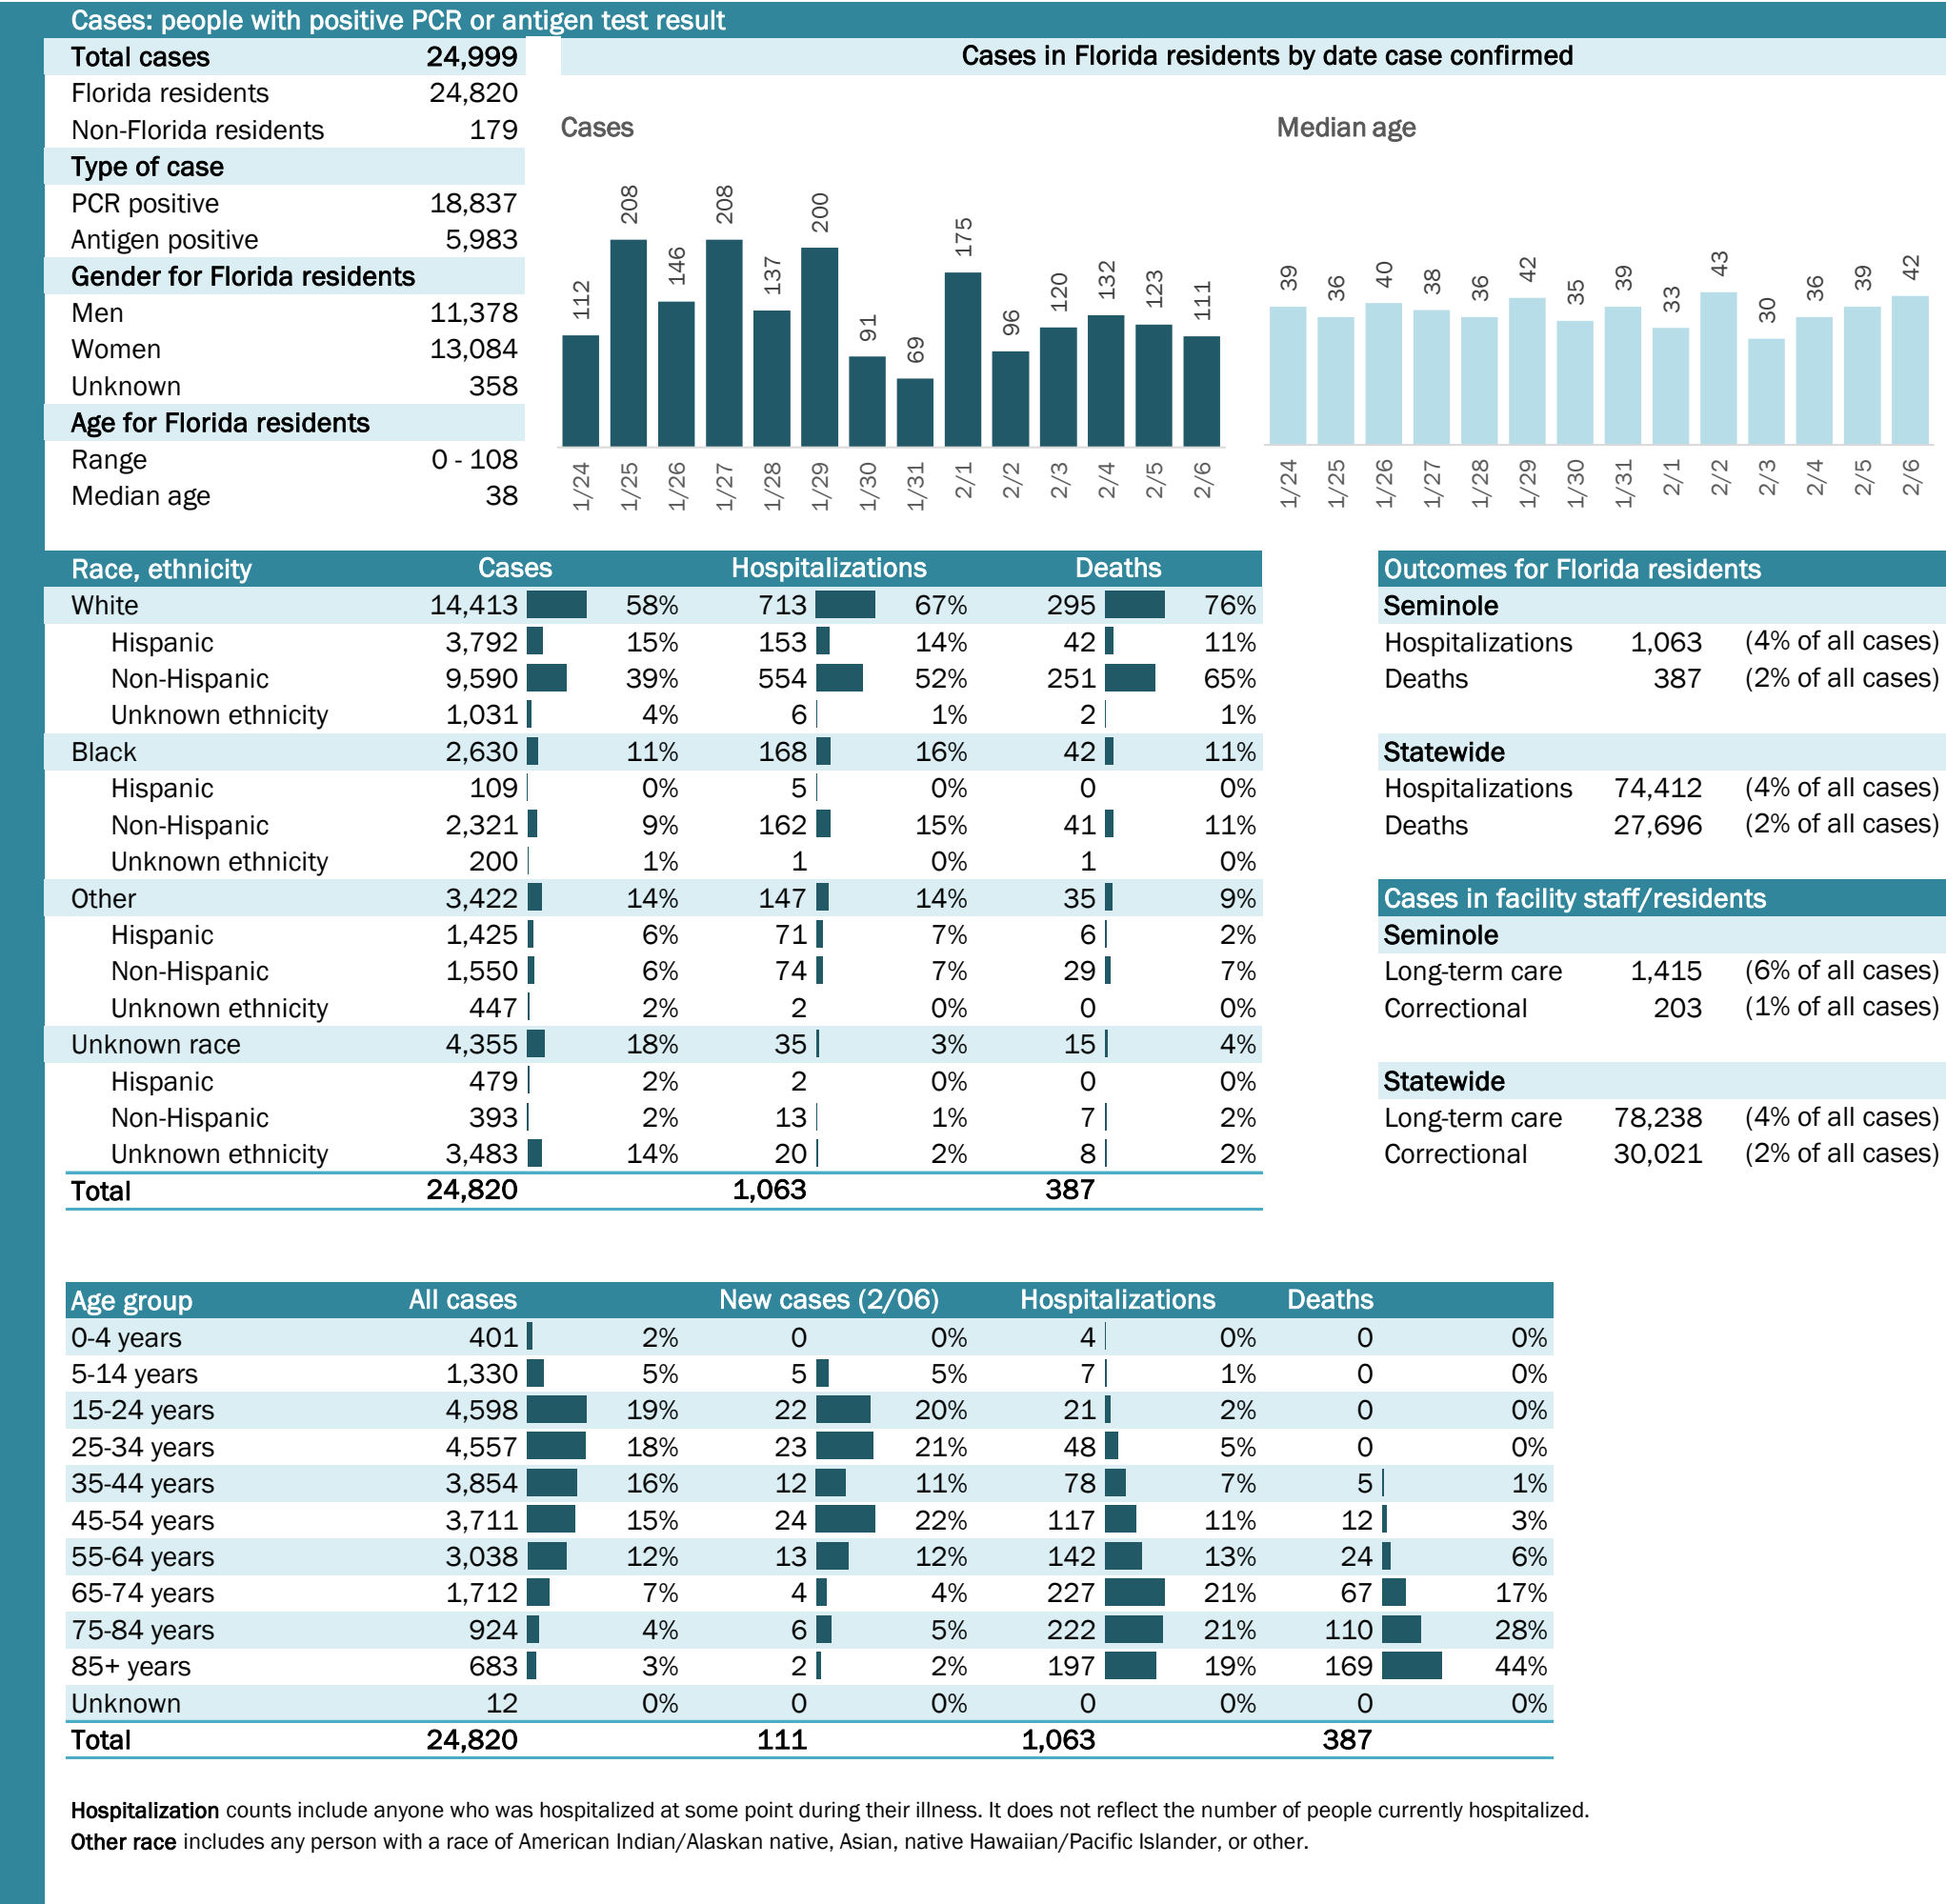 Cases: people with positive PCR or antigen test result
Total cases 24,999
Florida residents 24,820
Non-Florida residents 179
Type of case
PCR positive 18,837
Antigen positive 5,983
Gender for Florida residents
Men 11,378
Women 13,084
Unknown 358
Age for Florida residents
Range 0 - 108
Median age 38
Cases in Florida residents by date case confirmed
Cases
112 208 146 208 137 200 91 69 175 96 120 132 123 111
1/24 1/25 1/26 1/27 1/28 1/29 1/30 1/31 2/1 2/2 2/3 2/4 2/5 2/6
Median age
39 36 40 38 36 42 35 39 33 43 30 36 39 42
1/24 1/25 1/26 1/27 1/28 1/29 1/30 1/31 2/1 2/2 2/3 2/4 2/5 2/6
Race, ethnicity Cases Hospitalizations Deaths
White 14,413 58% 713 67% 295 76%
Hispanic 3,792 15% 153 14% 42 11%
Non-Hispanic 9,590 39% 554 52% 251 65%
Unknown ethnicity 1,031 4% 6 1% 2 1%
Black 2,630 11% 168 16% 42 11%
Hispanic 109 0% 5 0% 0 0%
Non-Hispanic 2,321 9% 162 15% 41 11%
Unknown ethnicity 200 1% 1 0% 1 0%
Other 3,422 14% 147 14% 35 9%
Hispanic 1,425 6% 71 7% 6 2%
Non-Hispanic 1,550 6% 74 7% 29 7%
Unknown ethnicity 447 2% 2 0% 0 0%
Unknown race 4,355 18% 35 3% 15 4%
Hispanic 479 2% 2 0% 0 0%
Non-Hispanic 393 2% 13 1% 7 2%
Unknown ethnicity 3,483 14% 20 2% 8 2%
Total 24,820 1,063 387
Outcomes for Florida residents
Seminole
Hospitalizations 1,063 (4% of all cases)
Deaths 387 (2% of all cases)
Statewide
Hospitalizations 74,412 (4% of all cases)
Deaths 27,696 (2% of all cases)
Cases in facility staff/residents
Seminole
Long-term care 1,415 (6% of all cases)
Correctional 203 (1% of all cases)
Statewide
Long-term care 78,238 (4% of all cases)
Correctional 30,021 (2% of all cases)
Age group All cases New cases (2/06) Hospitalizations Deaths
0-4 years 401 2% 0 0% 4 0% 0 0%
5-14 years 1,330 5% 5 5% 7 1% 0 0%
15-24 years 4,598 19% 22 20% 21 2% 0 0%
25-34 years 4,557 18% 23 21% 48 5% 0 0%
35-44 years 3,854 16% 12 11% 78 7% 5 1%
45-54 years 3,711 15% 24 22% 117 11% 12 3%
55-64 years 3,038 12% 13 12% 142 13% 24 6%
65-74 years 1,712 7% 4 4% 227 21% 67 17%
75-84 years 924 4% 6 5% 222 21% 110 28%
85+ years 683 3% 2 2% 197 19% 169 44%
Unknown 12 0% 0 0% 0 0% 0 0%
Total 24,820 111 1,063 387
Hospitalization counts include anyone who was hospitalized at some point during their illness. It does not reflect the number of people currently hospitalized.
Other race includes any person with a race of American Indian/Alaskan native, Asian, native Hawaiian/Pacific Islander, or other.